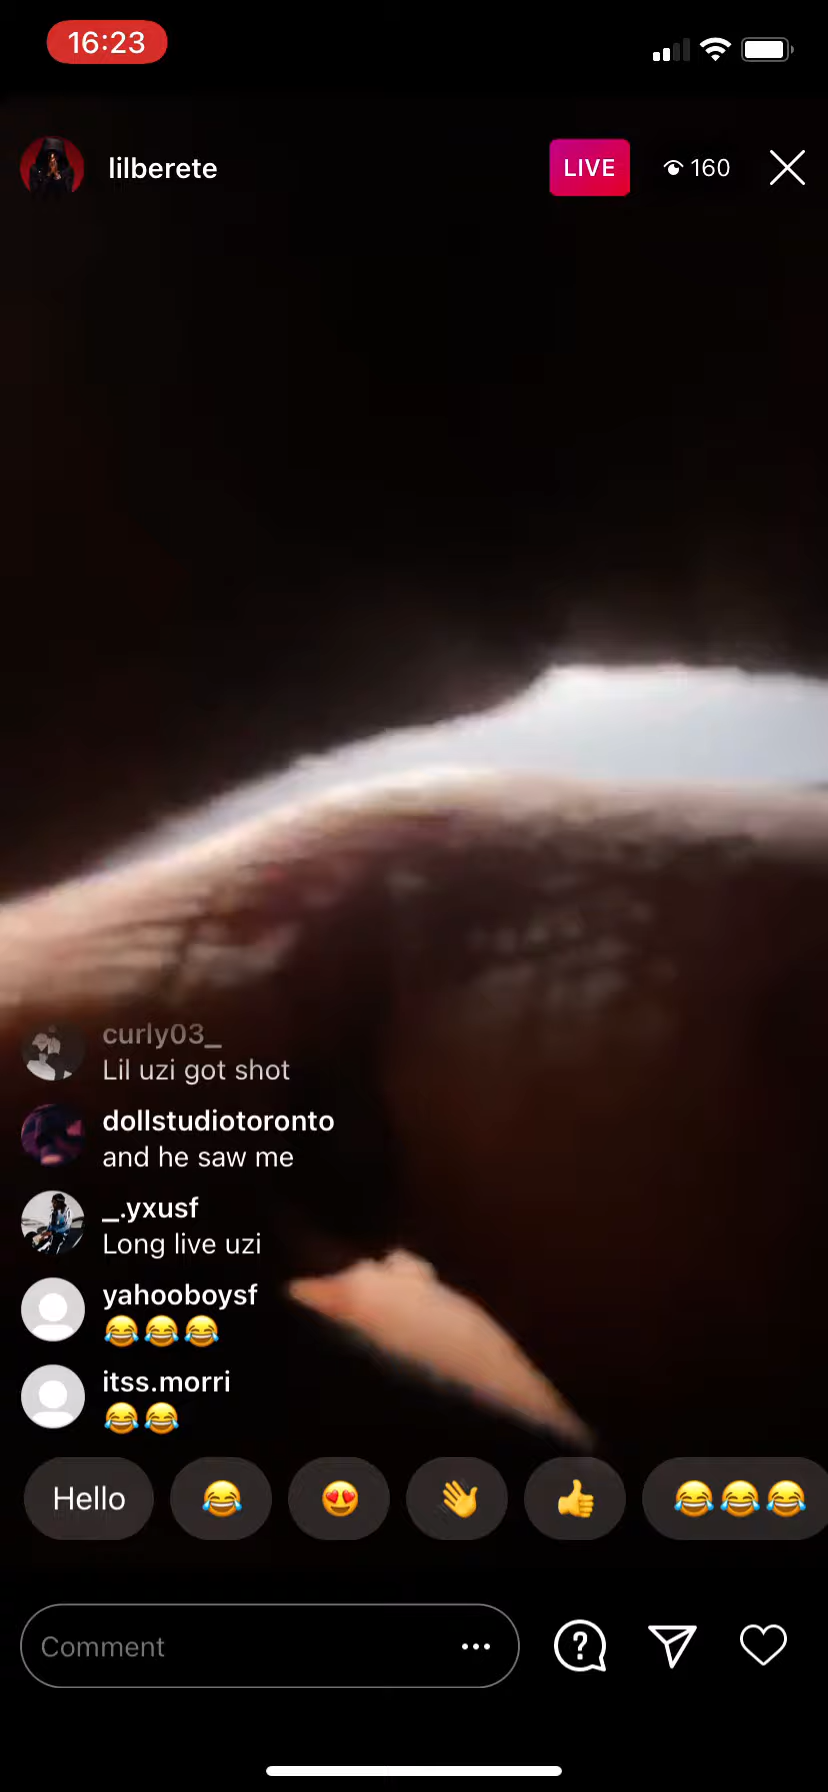 16:23
lilberete
LIVE
160
curly03_
Lil uzi got shot
dollstudiotoronto
and he saw me
_.yxusf
Long live uzi
yahooboysf
😂😂😂
itss.morri
😂😂
Hello 😂 😍 👋 👍 😂😂😂
Comment